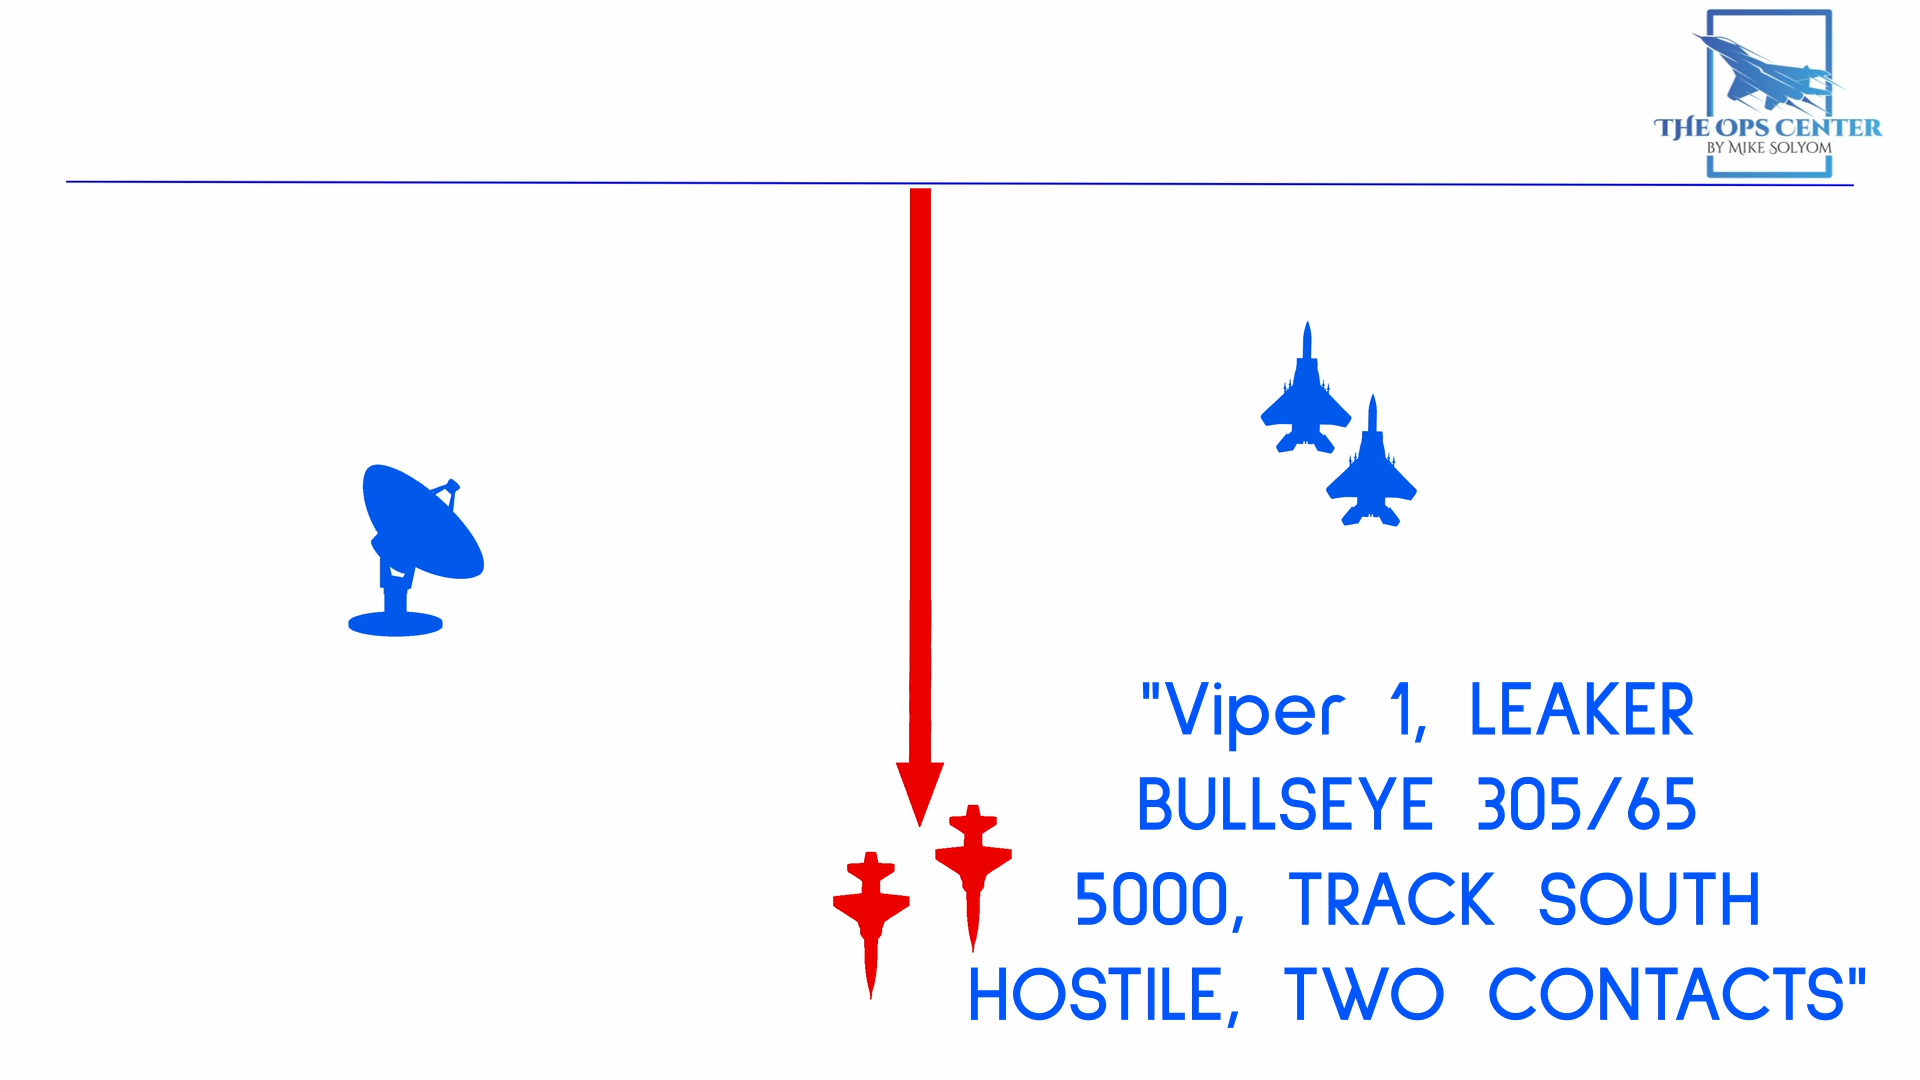 THE OPS CENTER
BY MIKE SOLYOM
"Viper 1, LEAKER
BULLSEYE 305/65
5000, TRACK SOUTH
HOSTILE, TWO CONTACTS"